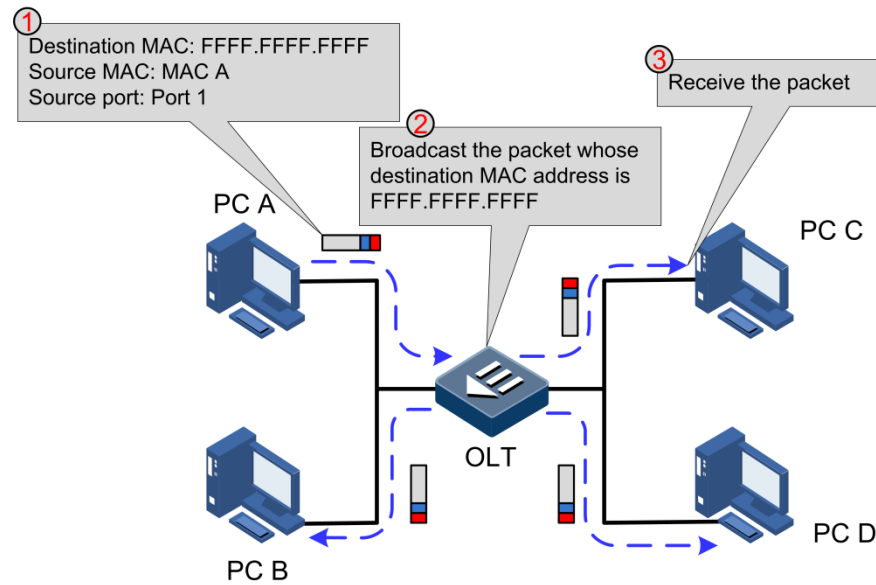 1
Destination MAC: FFFF.FFFF.FFFF
Source MAC: MAC A
Source port: Port 1
2
Broadcast the packet whose
destination MAC address is
FFFF.FFFF.FFFF
3
Receive the packet
PC A
PC C
OLT
PC B
PC D